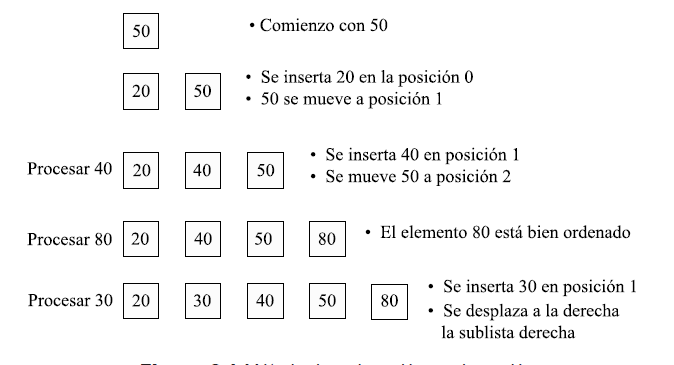 50
• Comienzo con 50
20 50
• Se inserta 20 en la posición 0
• 50 se mueve a posición 1
Procesar 40 20 40 50
• Se inserta 40 en posición 1
• Se mueve 50 a posición 2
Procesar 80 20 40 50 80
• El elemento 80 está bien ordenado
Procesar 30 20 30 40 50 80
• Se inserta 30 en posición 1
• Se desplaza a la derecha
la sublista derecha